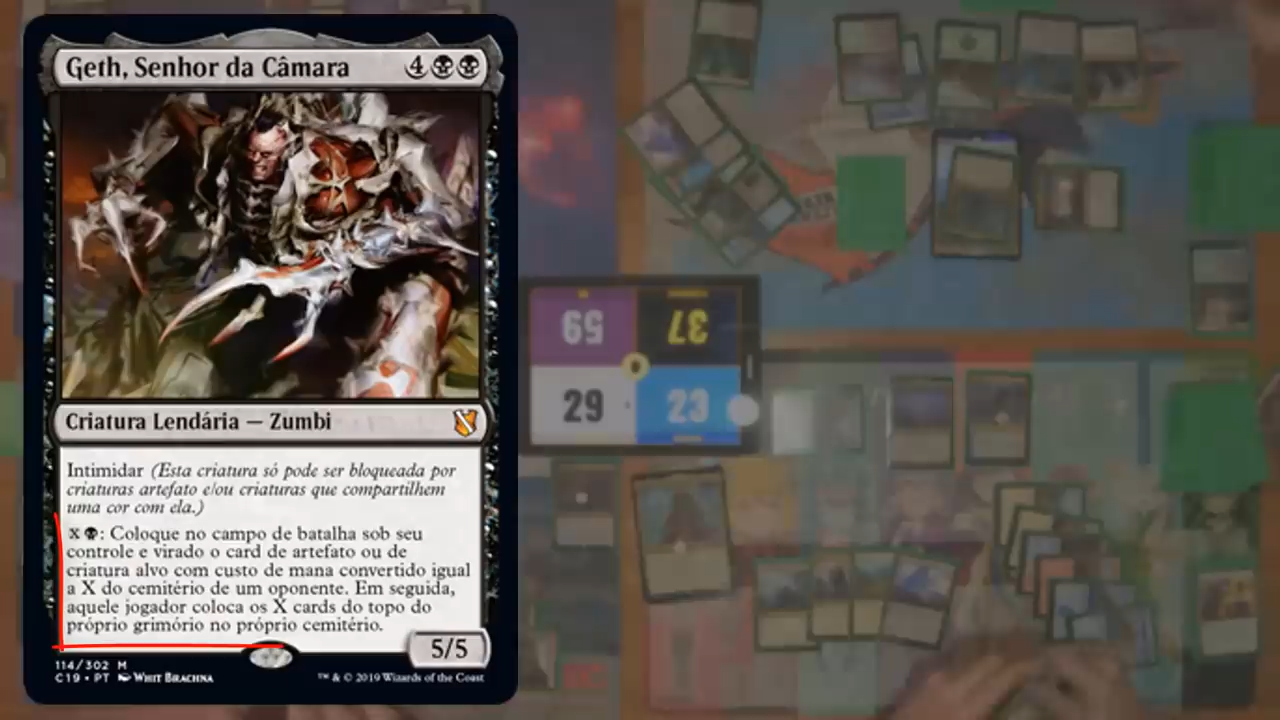 Geth, Senhor da Câmara 4
Criatura Lendária — Zumbi
Intimidar (Esta criatura só pode ser bloqueada por
criaturas artefato e/ou criaturas que compartilhem
uma cor com ela.)
X : Coloque no campo de batalha sob seu
controle e virado o card de artefato ou de
criatura alvo com custo de mana convertido igual
a X do cemitério de um oponente. Em seguida,
aquele jogador coloca os X cards do topo do
próprio grimório no próprio cemitério.
5/5
114/302 M
C19 • PT WHIT BRACHNA
™ & © 2019 Wizards of the Coast
59 37
29 23